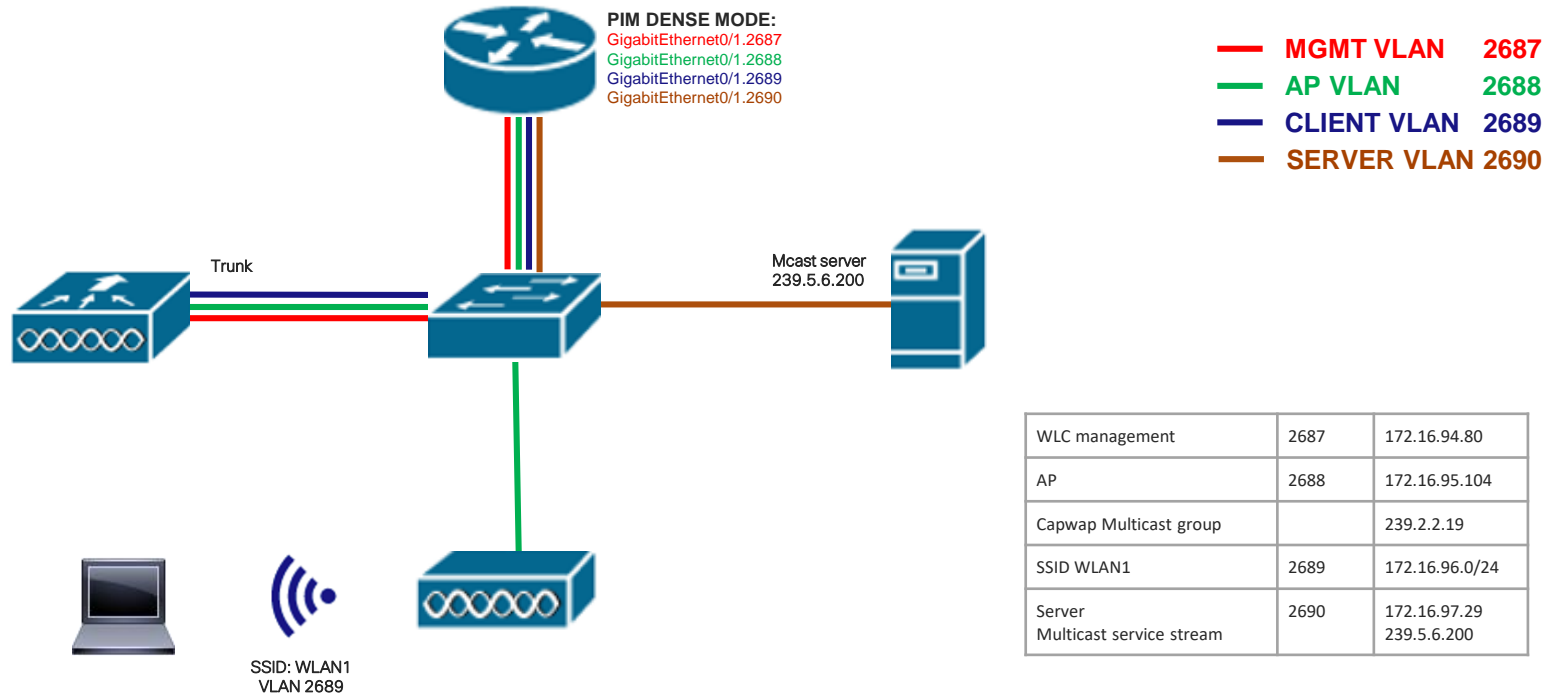 PIM DENSE MODE:
GigabitEthernet0/1.2687
GigabitEthernet0/1.2688
GigabitEthernet0/1.2689
GigabitEthernet0/1.2690
MGMT VLAN 2687
AP VLAN 2688
CLIENT VLAN 2689
SERVER VLAN 2690
Trunk
Mcast server
239.5.6.200
WLC management 2687 172.16.94.80
AP 2688 172.16.95.104
Capwap Multicast group 239.2.2.19
SSID WLAN1 2689 172.16.96.0/24
Server 2690 172.16.97.29
Multicast service stream 239.5.6.200
SSID: WLAN1
VLAN 2689